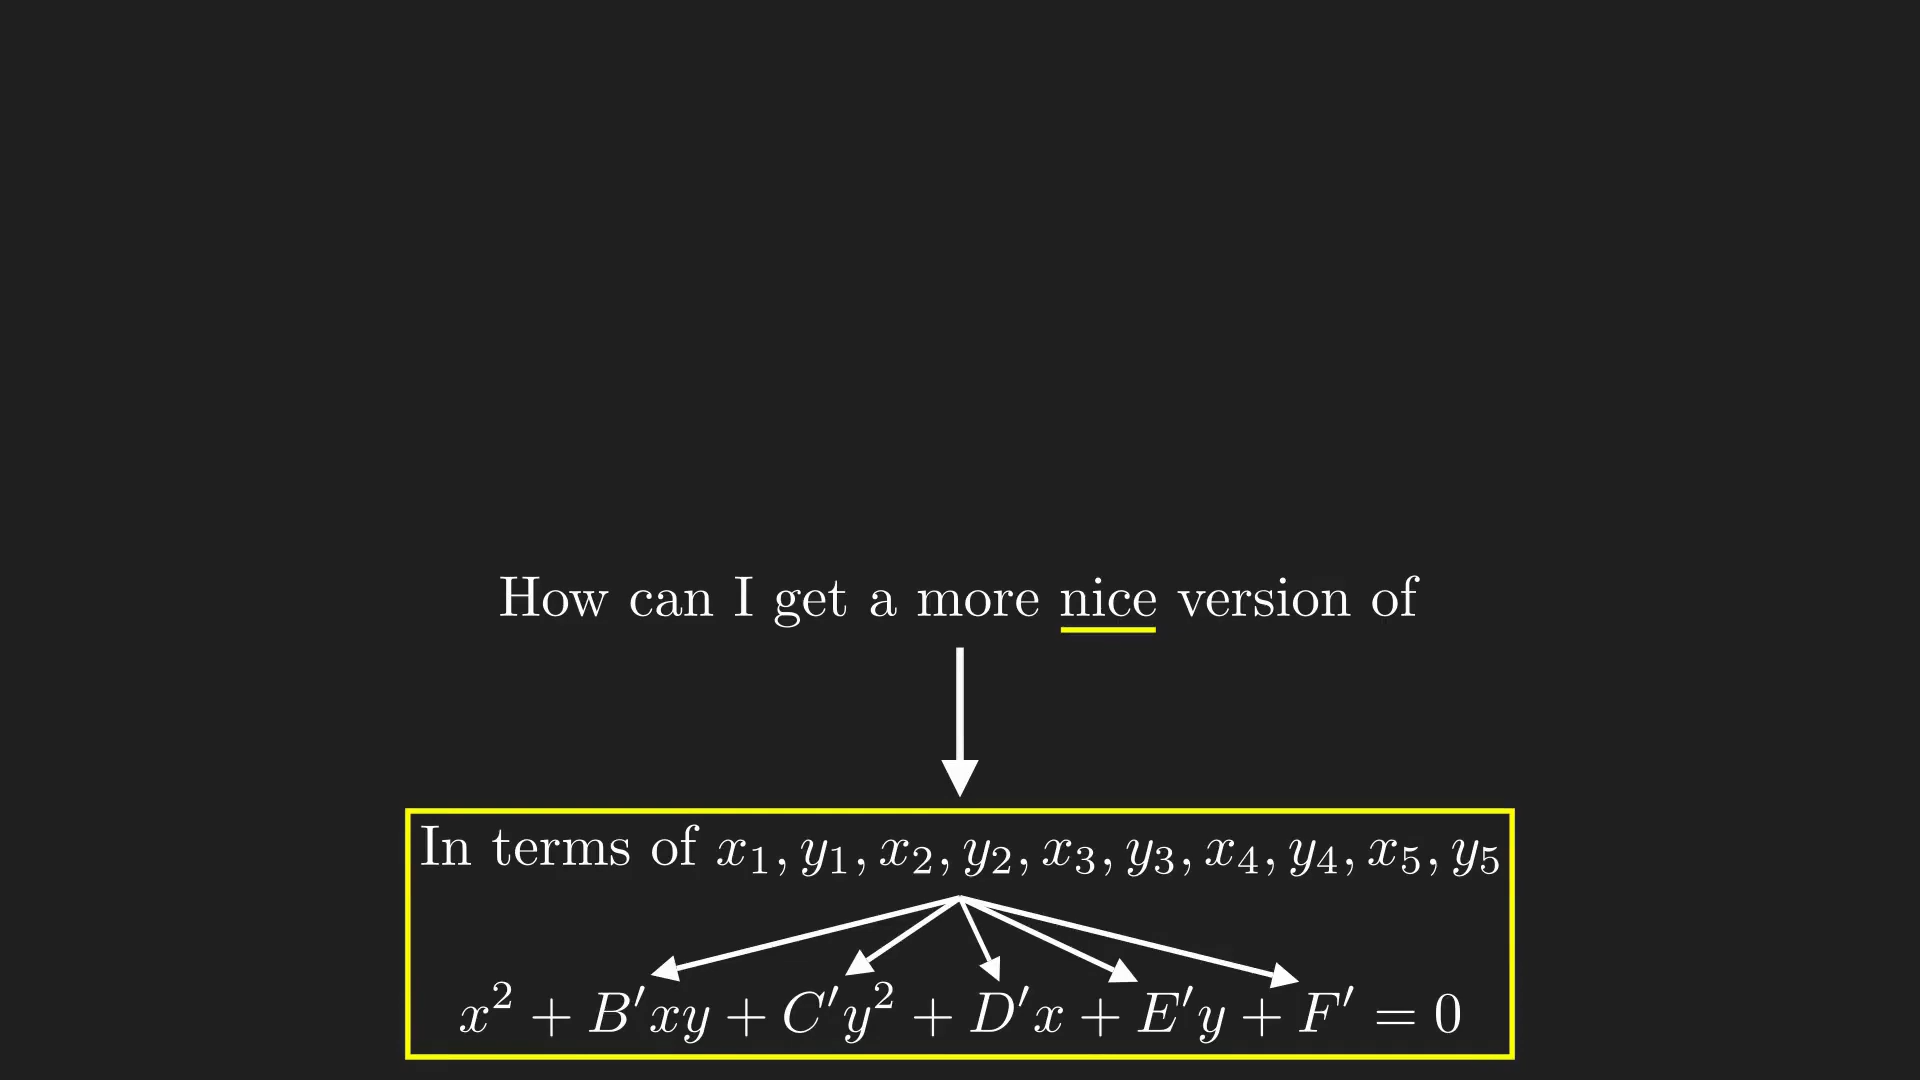 How can I get a more nice version of
In terms of x₁, y₁, x₂, y₂, x₃, y₃, x₄, y₄, x₅, y₅
x² + B′xy + C′y² + D′x + E′y + F′ = 0